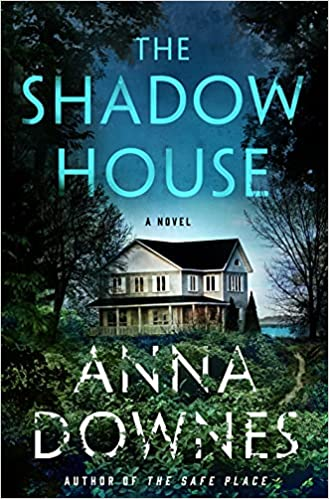 THE
SHADOW
HOUSE
A NOVEL
ANNA
DOWNES
AUTHOR OF THE SAFE PLACE